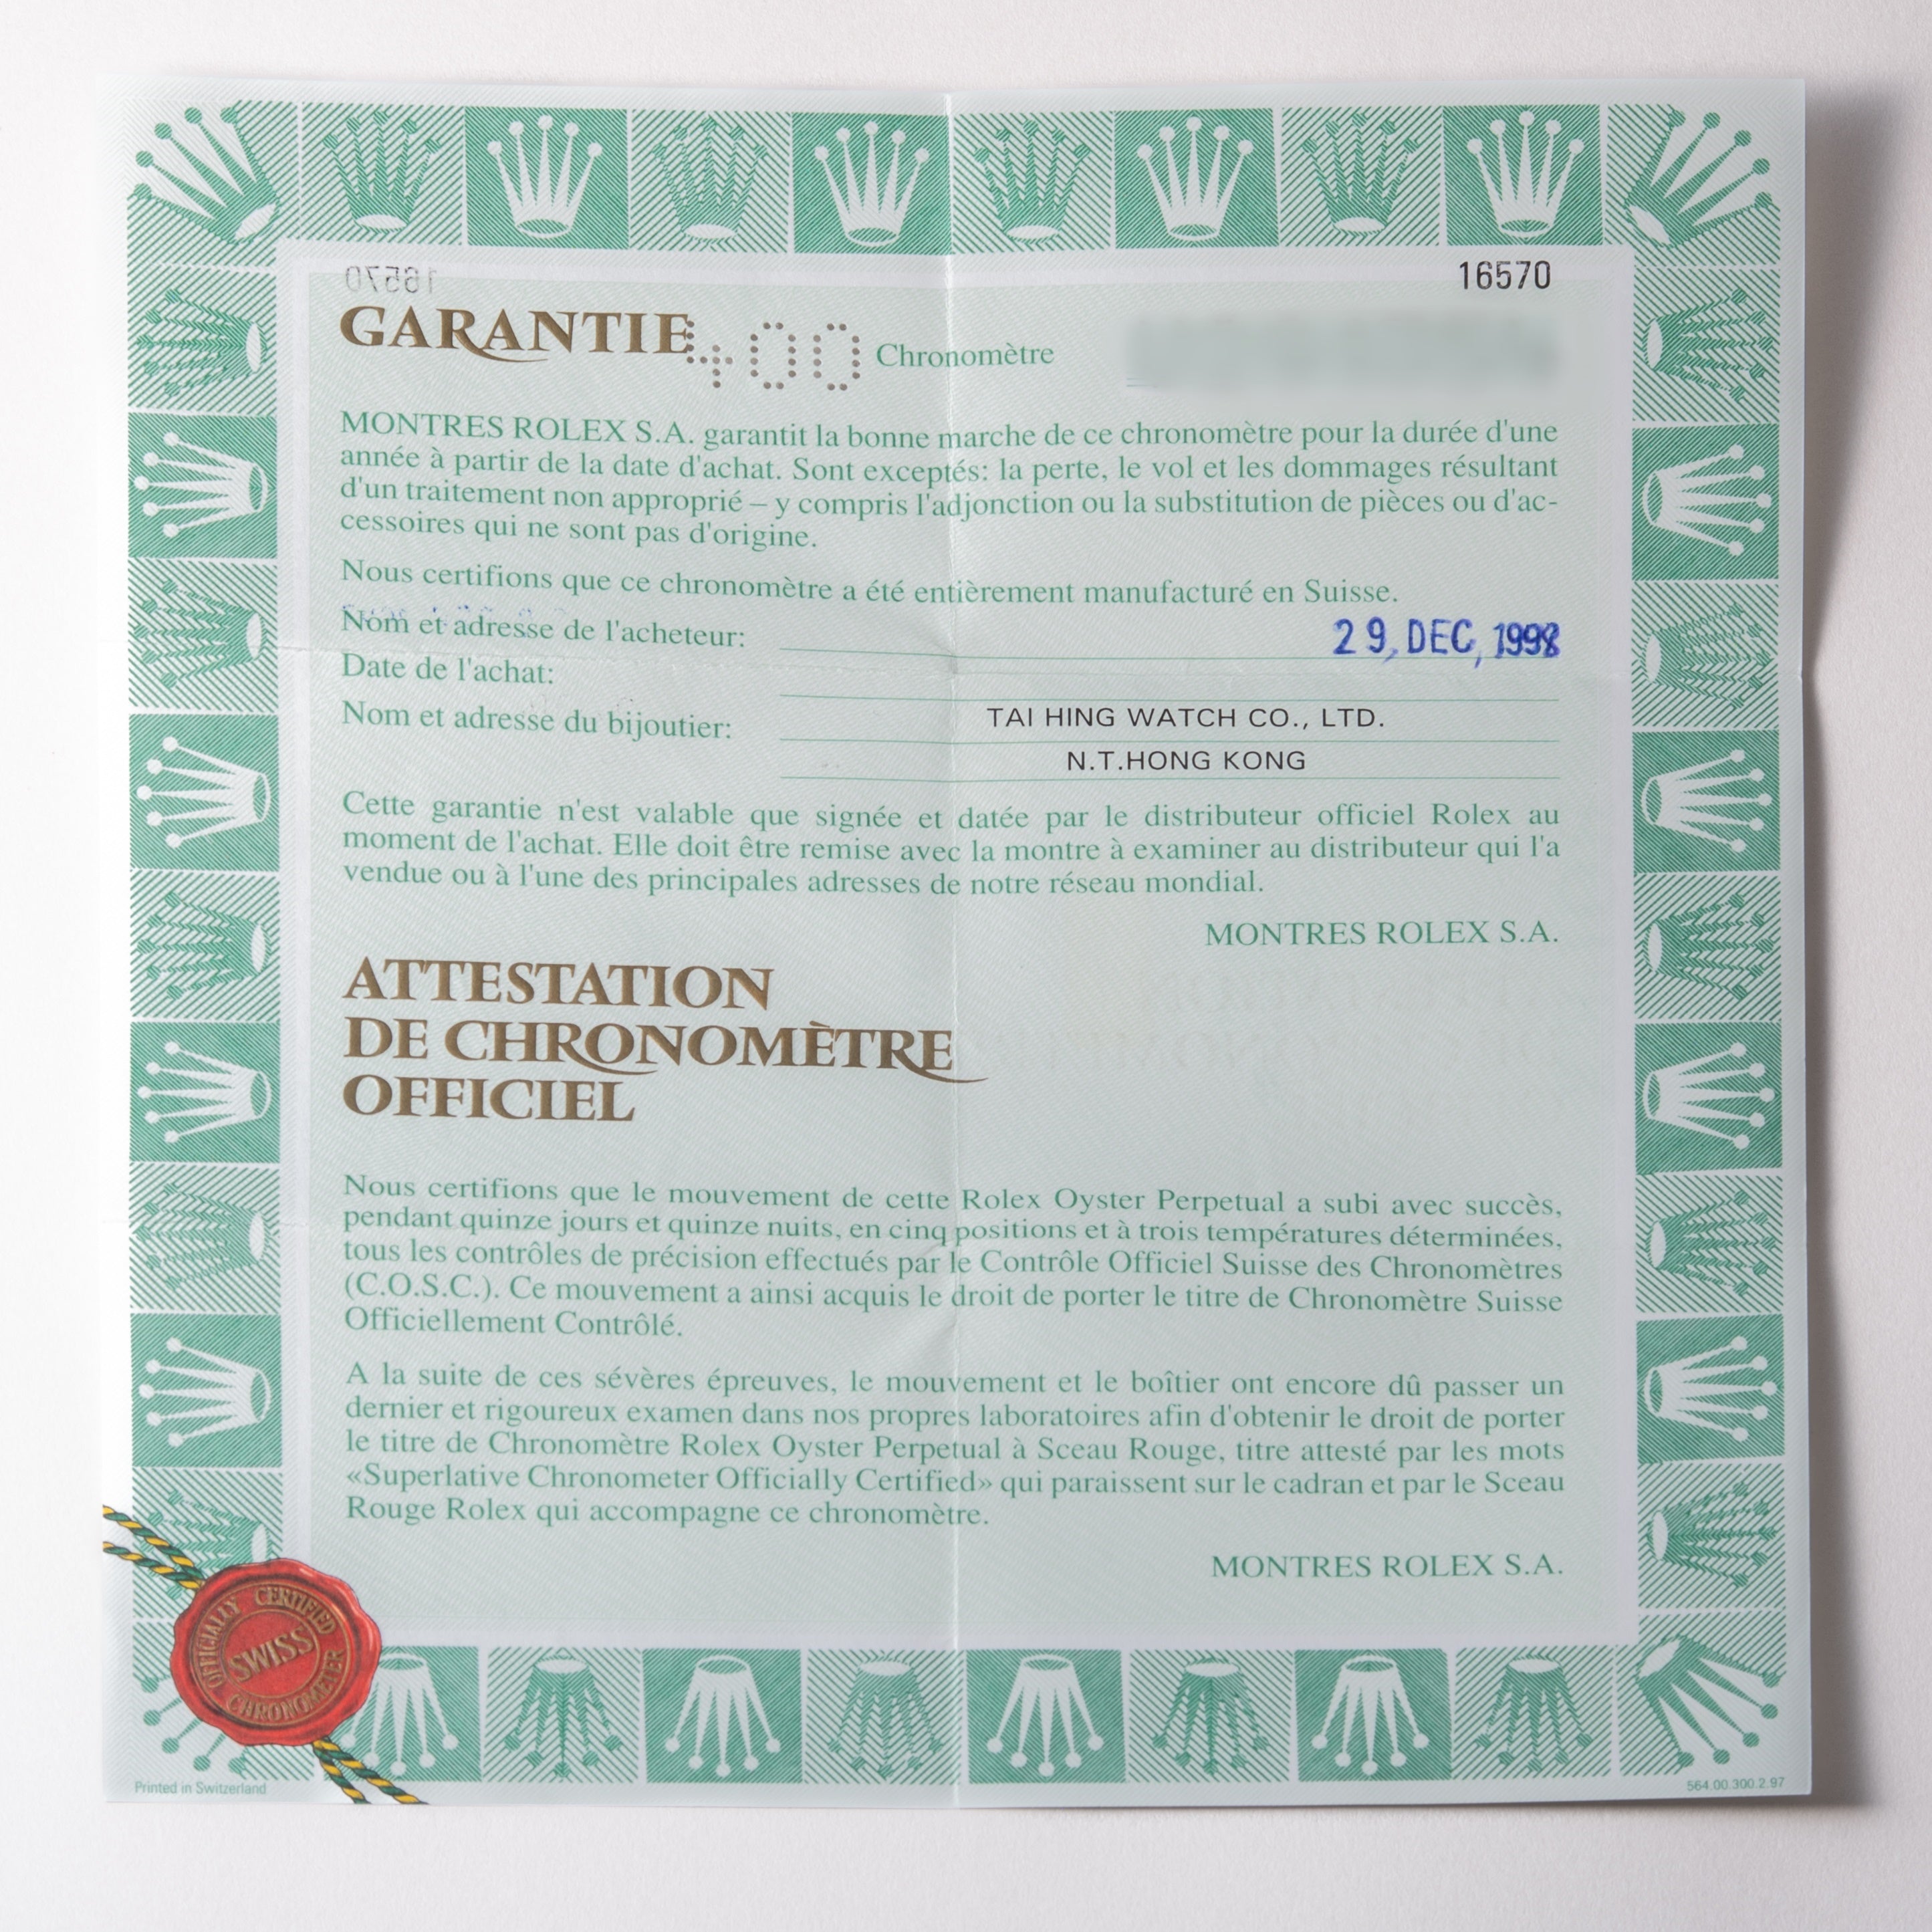 16570
GARANTIE 400 Chronomètre
MONTRES ROLEX S.A. garantit la bonne marche de ce chronomètre pour la durée d'une
année à partir de la date d'achat. Sont exceptés: la perte, le vol et les dommages résultant
d'un traitement non approprié – y compris l'adjonction ou la substitution de pièces ou d'ac-
cessoires qui ne sont pas d'origine.
Nous certifions que ce chronomètre a été entièrement manufacturé en Suisse.
Nom et adresse de l'acheteur:
29, DEC, 1998
Date de l'achat:
Nom et adresse du bijoutier: TAI HING WATCH CO., LTD.
N.T.HONG KONG
Cette garantie n'est valable que signée et datée par le distributeur officiel Rolex au
moment de l'achat. Elle doit être remise avec la montre à examiner au distributeur qui l'a
vendue ou à l'une des principales adresses de notre réseau mondial.
MONTRES ROLEX S.A.
ATTESTATION
DE CHRONOMÈTRE
OFFICIEL
Nous certifions que le mouvement de cette Rolex Oyster Perpetual a subi avec succès,
pendant quinze jours et quinze nuits, en cinq positions et à trois températures déterminées,
tous les contrôles de précision effectués par le Contrôle Officiel Suisse des Chronomètres
(C.O.S.C.). Ce mouvement a ainsi acquis le droit de porter le titre de Chronomètre Suisse
Officiellement Contrôlé.
A la suite de ces sévères épreuves, le mouvement et le boîtier ont encore dû passer un
dernier et rigoureux examen dans nos propres laboratoires afin d'obtenir le droit de porter
le titre de Chronomètre Rolex Oyster Perpetual à Sceau Rouge, titre attesté par les mots
«Superlative Chronometer Officially Certified» qui paraissent sur le cadran et par le Sceau
Rouge Rolex qui accompagne ce chronomètre.
MONTRES ROLEX S.A.
OFFICIALLY CERTIFIED
SWISS
CHRONOMETER
Printed in Switzerland
564.00.300.2.97